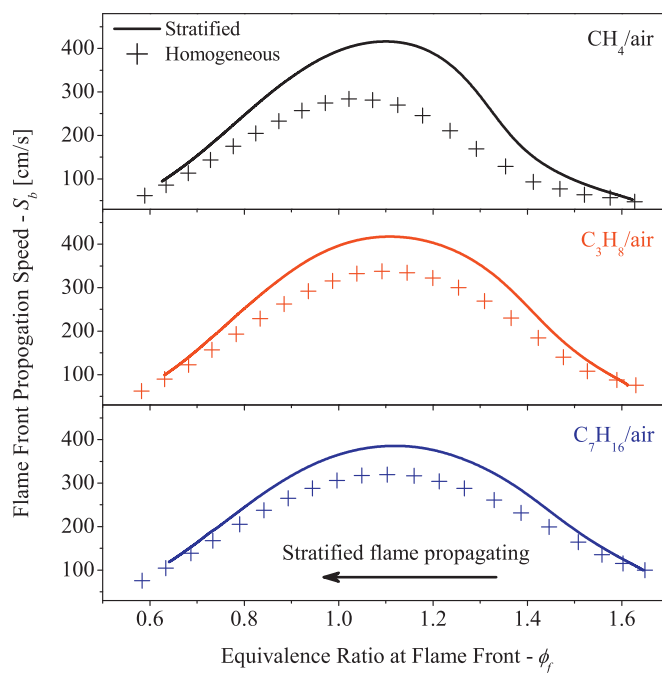 Stratified
Homogeneous
CH4/air
400
300
200
100
C3H8/air
400
300
200
100
C7H16/air
400
300
200
100
Stratified flame propagating
0.6 0.8 1.0 1.2 1.4 1.6
Equivalence Ratio at Flame Front - ϕf
Flame Front Propogation Speed - Sb [cm/s]